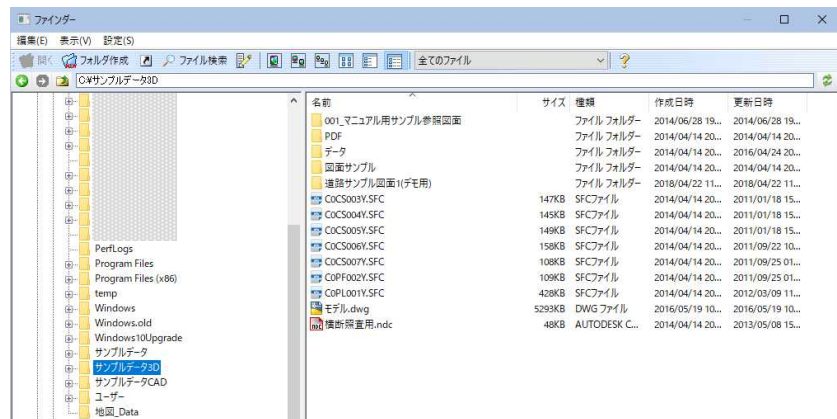 ファインダー
編集(E) 表示(V) 設定(S)
開く フォルダ作成 ファイル検索 全てのファイル
C:¥サンプルデータ3D
名前 サイズ 種類 作成日時 更新日時
001_マニュアル用サンプル参照図面 ファイル フォルダー 2014/06/28 19... 2014/06/28 19...
PDF ファイル フォルダー 2014/04/14 20... 2014/04/14 20...
データ ファイル フォルダー 2014/04/14 20... 2016/04/24 20...
図面サンプル ファイル フォルダー 2014/04/14 20... 2014/04/14 20...
道路サンプル図面1(デモ用) ファイル フォルダー 2018/04/22 11... 2018/04/22 11...
C0CS003Y.SFC 147KB SFCファイル 2014/04/14 20... 2011/01/18 15...
C0CS004Y.SFC 145KB SFCファイル 2014/04/14 20... 2011/01/18 15...
C0CS005Y.SFC 149KB SFCファイル 2014/04/14 20... 2011/01/18 15...
C0CS006Y.SFC 158KB SFCファイル 2014/04/14 20... 2011/09/22 10...
C0CS007Y.SFC 108KB SFCファイル 2014/04/14 20... 2011/09/25 01...
C0PF002Y.SFC 109KB SFCファイル 2014/04/14 20... 2011/09/25 01...
C0PL001Y.SFC 428KB SFCファイル 2014/04/14 20... 2012/03/09 11...
モデル.dwg 5293KB DWG ファイル 2016/05/19 10... 2016/05/19 10...
横断照査用.ndc 48KB AUTODESK C... 2014/04/14 20... 2013/05/08 15...
PerfLogs
Program Files
Program Files (x86)
temp
Windows
Windows.old
Windows10Upgrade
サンプルデータ
サンプルデータ3D
サンプルデータCAD
ユーザー
地図_Data